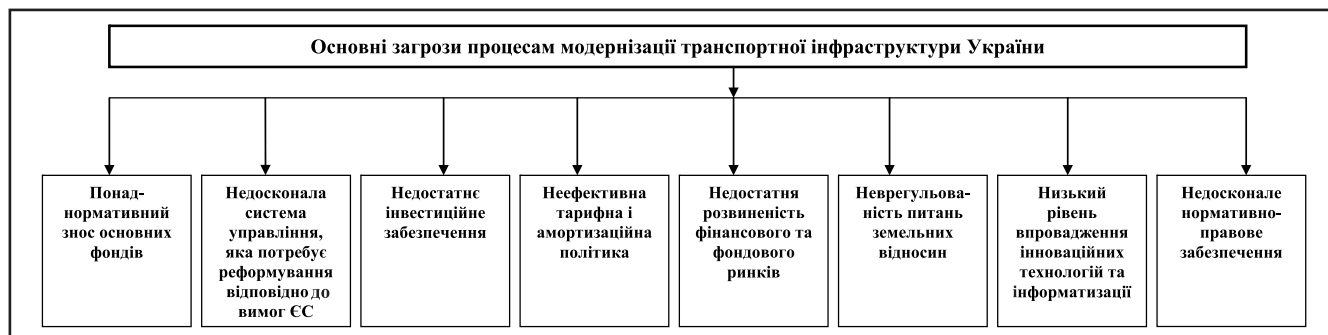 Основні загрози процесам модернізації транспортної інфраструктури України
Понад-
нормативний
знос основних
фондів
Недосконала
система
управління,
яка потребує
реформування
відповідно до
вимог ЄС
Недостатнє
інвестиційне
забезпечення
Неефективна
тарифна і
амортизаційна
політика
Недостатня
розвиненість
фінансового та
фондового
ринків
Неврегульова-
ність питань
земельних
відносин
Низький
рівень
впровадження
інноваційних
технологій та
інформатизації
Недосконале
нормативно-
правове
забезпечення